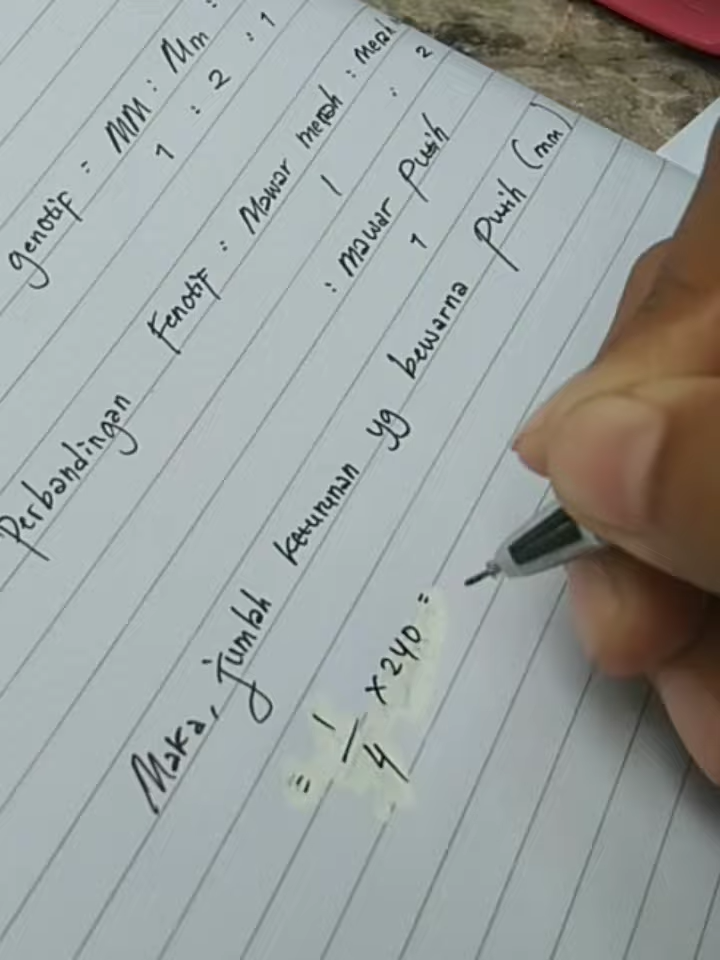 genotif = MM : Mm :
1 : 2 : 1
Perbandingan Fenotif : Mawar merah : merah
1 : 2
: mawar putih
1
Maka, jumlah keturunan yg bewarna putih (mm)
= 1/4 x 240 =